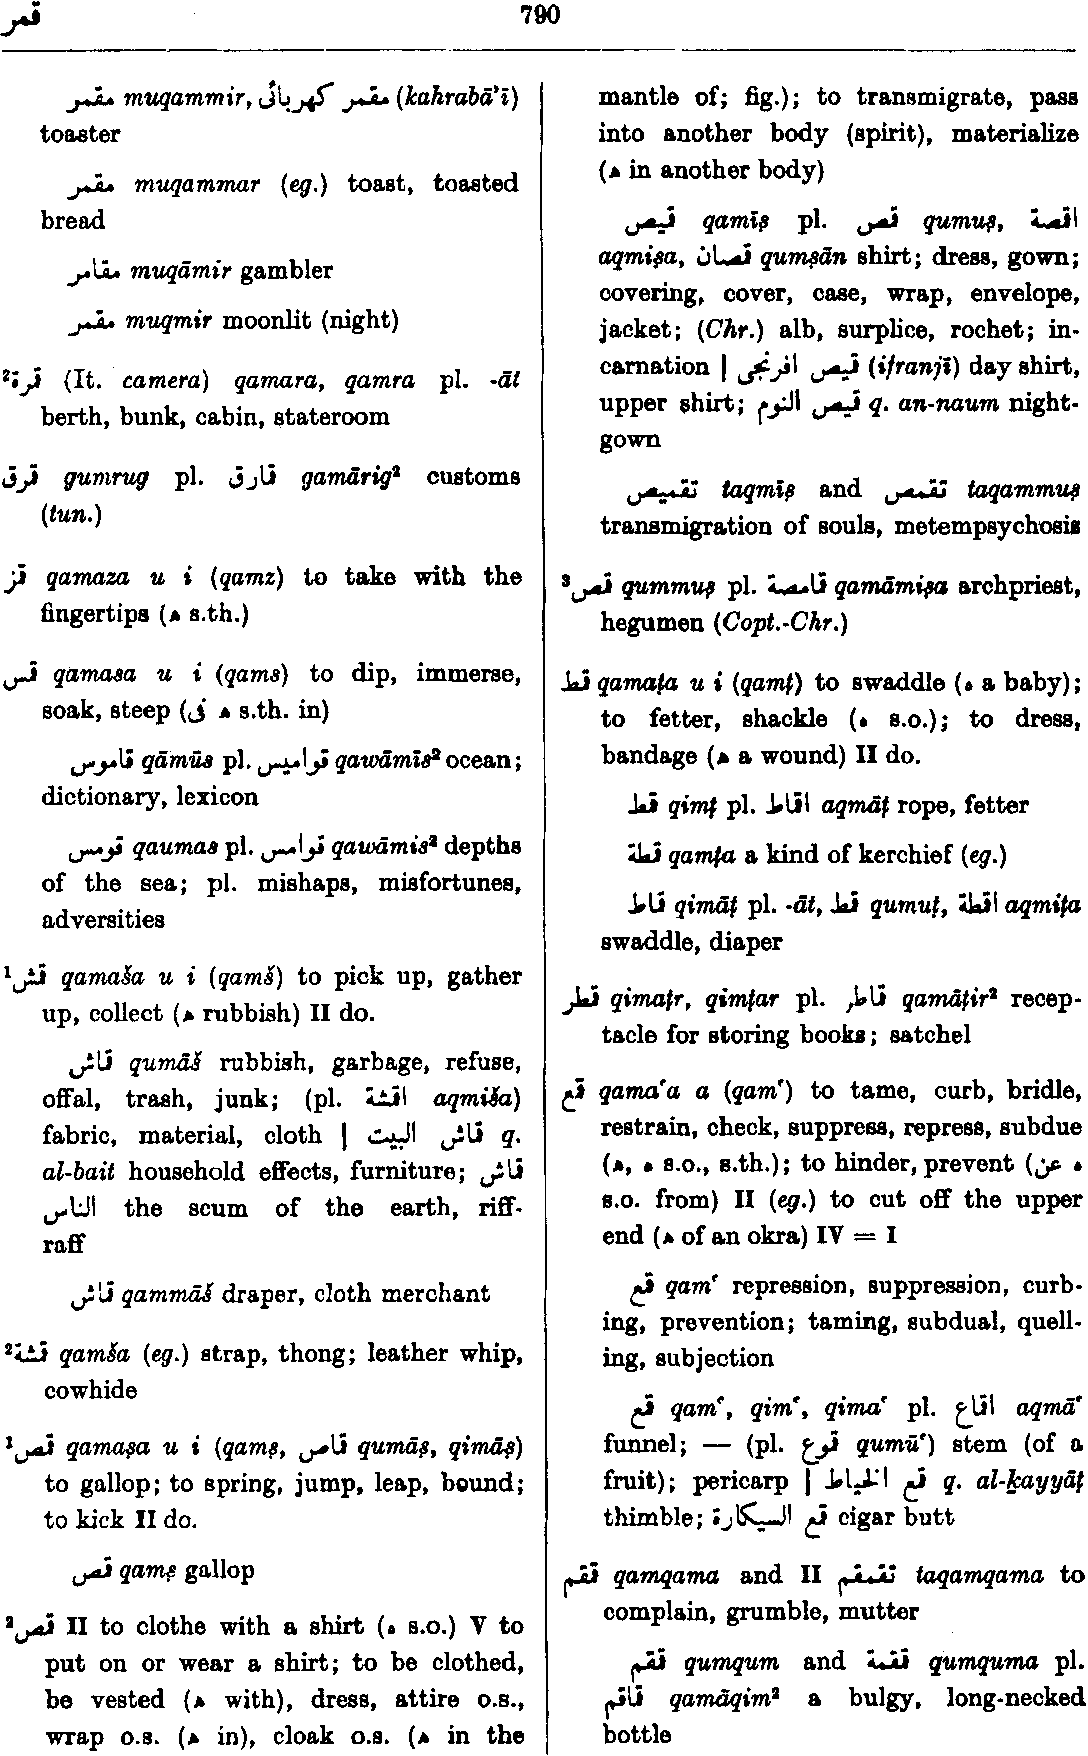 قمر
790
مقمر muqammir, مقمر كهربائى (kahrabā'ī)
toaster
مقمر muqammar (eg.) toast, toasted
bread
مقامر muqāmir gambler
مقمر muqmir moonlit (night)
²قمرة (It. camera) qamara, qamra pl. -āt
berth, bunk, cabin, stateroom
قمرق gumrug pl. قمارق gamārig² customs
(tun.)
قمز qamaza u i (qamz) to take with the
fingertips (ه s.th.)
قمس qamasa u i (qams) to dip, immerse,
soak, steep (فى ه s.th. in)
قاموس qāmūs pl. قواميس qawāmīs² ocean;
dictionary, lexicon
قومس qaumas pl. قوامس qawāmis² depths
of the sea; pl. mishaps, misfortunes,
adversities
¹قمش qamaša u i (qamš) to pick up, gather
up, collect (ه rubbish) II do.
قماش qumāš rubbish, garbage, refuse,
offal, trash, junk; (pl. اقمشة aqmiša)
fabric, material, cloth | قماش البيت q.
al-bait household effects, furniture; قماش
الناس the scum of the earth, riff-
raff
قماش qammāš draper, cloth merchant
²قمشة qamša (eg.) strap, thong; leather whip,
cowhide
¹قمص qamaṣa u i (qamṣ, قماص qumāṣ, qimāṣ)
to gallop; to spring, jump, leap, bound;
to kick II do.
قمص qamṣ gallop
²قمص II to clothe with a shirt (ه s.o.) V to
put on or wear a shirt; to be clothed,
be vested (ه with), dress, attire o.s.,
wrap o.s. (ه in), cloak o.s. (ه in the
mantle of; fig.); to transmigrate, pass
into another body (spirit), materialize
(ه in another body)
قميص qamīṣ pl. قمص qumuṣ, اقمصة
aqmiṣa, قمصان qumṣān shirt; dress, gown;
covering, cover, case, wrap, envelope,
jacket; (Chr.) alb, surplice, rochet; in-
carnation | قميص افرنجى (ifranjī) day shirt,
upper shirt; قميص النوم q. an-naum night-
gown
تقميص taqmīṣ and تقمص taqammuṣ
transmigration of souls, metempsychosis
³قمص qummuṣ pl. قمامصة qamāmiṣa archpriest,
hegumen (Copt.-Chr.)
قمط qamaṭa u i (qamṭ) to swaddle (ه a baby);
to fetter, shackle (ه s.o.); to dress,
bandage (ه a wound) II do.
قمط qimṭ pl. اقماط aqmāṭ rope, fetter
قمطة qamṭa a kind of kerchief (eg.)
قماط qimāṭ pl. -āt, قمط qumuṭ, اقمطة aqmiṭa
swaddle, diaper
قمطر qimaṭr, qimṭar pl. قماطر qamāṭir² recep-
tacle for storing books; satchel
قمع qama‘a a (qam‘) to tame, curb, bridle,
restrain, check, suppress, repress, subdue
(ه, ه s.o., s.th.); to hinder, prevent (عن ه
s.o. from) II (eg.) to cut off the upper
end (ه of an okra) IV = I
قمع qam‘ repression, suppression, curb-
ing, prevention; taming, subdual, quell-
ing, subjection
قمع qam‘, qim‘, qima‘ pl. اقماع aqmā‘
funnel; — (pl. قموع qumū‘) stem (of a
fruit); pericarp | قمع الخياط q. al-ḵayyāṭ
thimble; قمع السيكارة cigar butt
قمقم qamqama and II تقمقم taqamqama to
complain, grumble, mutter
قمقم qumqum and قمقمة qumquma pl.
قماقم qamāqim² a bulgy, long-necked
bottle